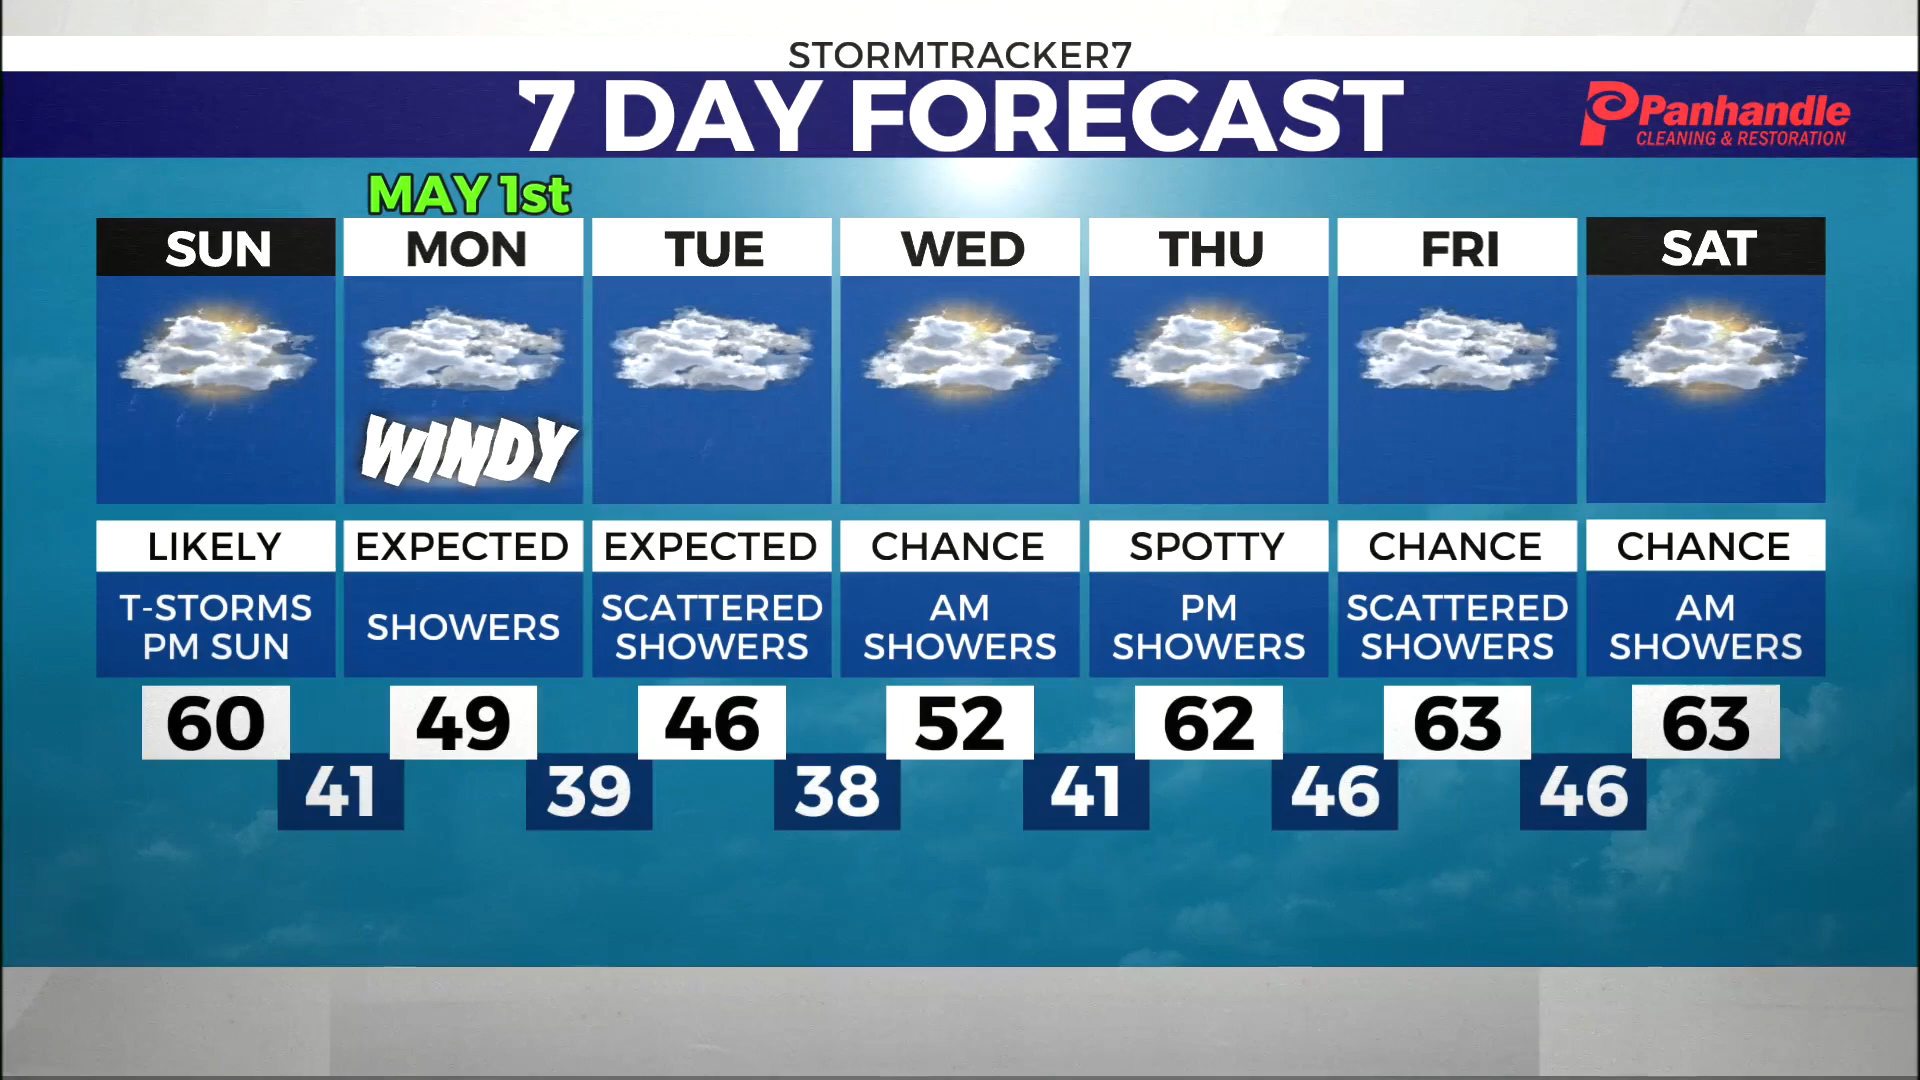 STORMTRACKER7
7 DAY FORECAST
Panhandle
CLEANING & RESTORATION
MAY 1st
SUN MON TUE WED THU FRI SAT
WINDY
LIKELY EXPECTED EXPECTED CHANCE SPOTTY CHANCE CHANCE
T-STORMS
PM SUN
SHOWERS
SCATTERED
SHOWERS
AM
SHOWERS
PM
SHOWERS
SCATTERED
SHOWERS
AM
SHOWERS
60 49 46 52 62 63 63
41 39 38 41 46 46